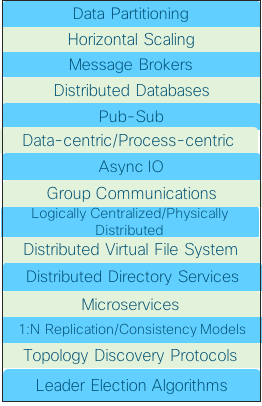 Data Partitioning
Horizontal Scaling
Message Brokers
Distributed Databases
Pub-Sub
Data-centric/Process-centric
Async IO
Group Communications
Logically Centralized/Physically
Distributed
Distributed Virtual File System
Distributed Directory Services
Microservices
1:N Replication/Consistency Models
Topology Discovery Protocols
Leader Election Algorithms